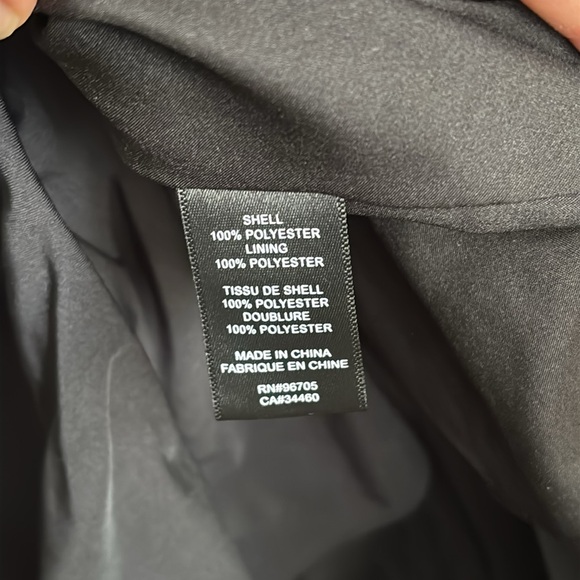 SHELL
100% POLYESTER
LINING
100% POLYESTER
TISSU DE SHELL
100% POLYESTER
DOUBLURE
100% POLYESTER
MADE IN CHINA
FABRIQUE EN CHINE
RN#96705
CA#34460